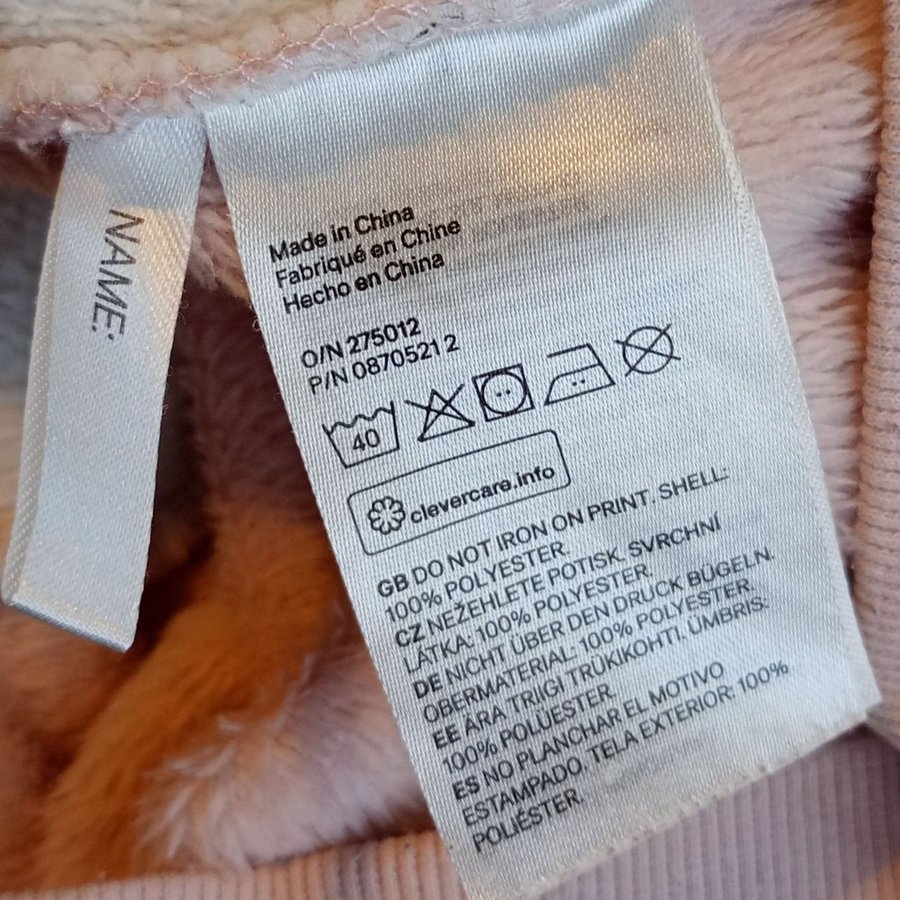 NAME:
Made in China
Fabriqué en Chine
Hecho en China
O/N 275012
P/N 0870521 2
40
clevercare.info
GB DO NOT IRON ON PRINT. SHELL:
100% POLYESTER.
CZ NEŽEHLETE POTISK. SVRCHNÍ
LÁTKA: 100% POLYESTER.
DE NICHT ÜBER DEN DRUCK BÜGELN.
OBERMATERIAL: 100% POLYESTER.
EE ÄRA TRIIGI TRÜKIKOHTI. ÜMBRIS:
100% POLÜESTER.
ES NO PLANCHAR EL MOTIVO
ESTAMPADO. TELA EXTERIOR: 100%
POLIÉSTER.